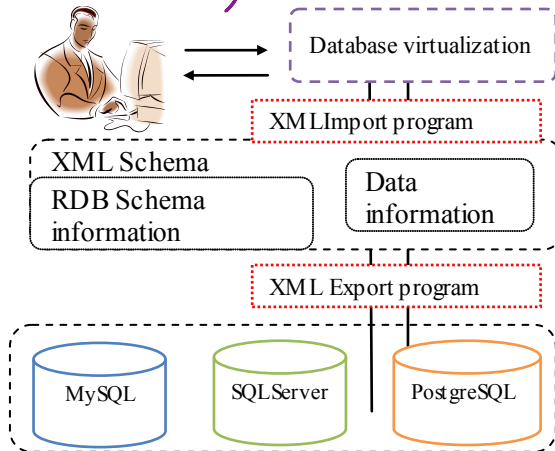 Database virtualization
XMLImport program
XML Schema
RDB Schema
information
Data
information
XML Export program
MySQL
SQLServer
PostgreSQL